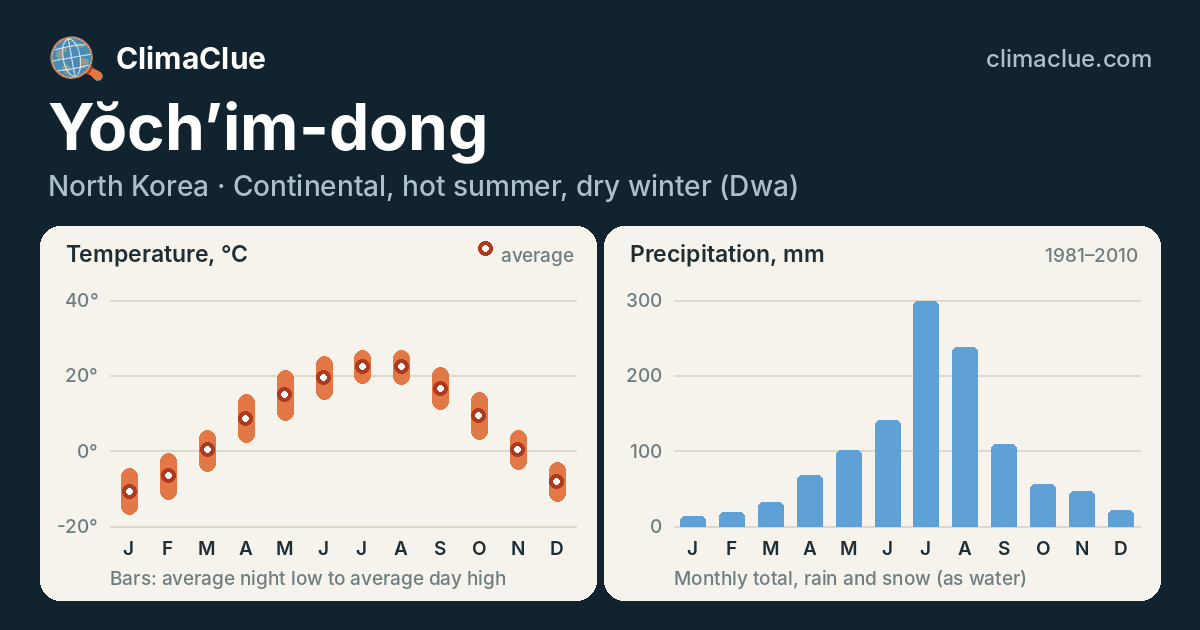 ClimaClue
climaclue.com
Yŏch’im-dong
North Korea · Continental, hot summer, dry winter (Dwa)
Temperature, °C
average
40°
20°
0°
-20°
J F M A M J J A S O N D
Bars: average night low to average day high
Precipitation, mm
1981–2010
300
200
100
0
J F M A M J J A S O N D
Monthly total, rain and snow (as water)